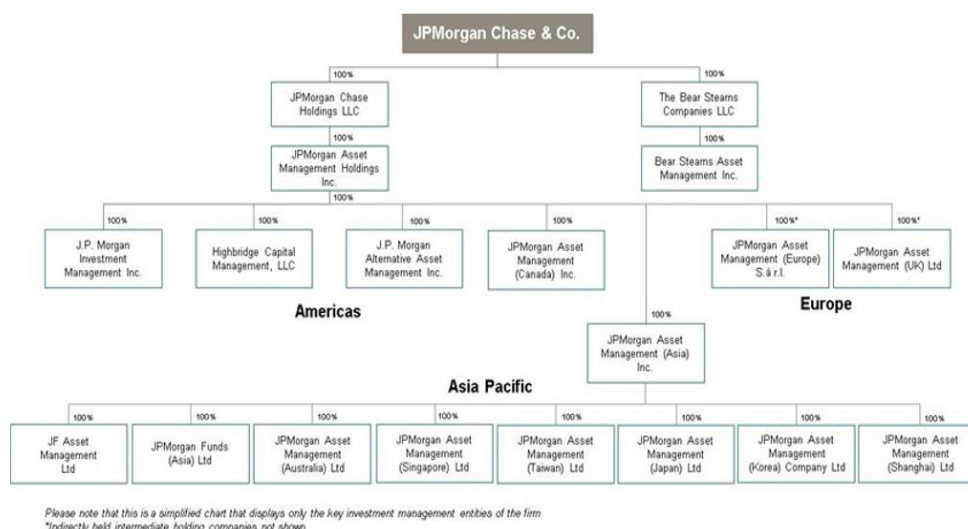 JPMorgan Chase & Co.
100%
100%
JPMorgan Chase
Holdings LLC
The Bear Stearns
Companies LLC
100%
100%
JPMorgan Asset
Management Holdings
Inc.
Bear Stearns Asset
Management Inc.
100%
100%
100%
100%
100%
100%*
100%*
J.P. Morgan
Investment
Management Inc.
Highbridge Capital
Management, LLC
J.P. Morgan
Alternative Asset
Management Inc.
JPMorgan Asset
Management
(Canada) Inc.
JPMorgan Asset
Management (Europe)
S.á r.l.
JPMorgan Asset
Management (UK) Ltd
Americas
Europe
100%
JPMorgan Asset
Management (Asia)
Inc.
Asia Pacific
100%
100%
100%
100%
100%
100%
100%
100%
JF Asset
Management
Ltd
JPMorgan Funds
(Asia) Ltd
JPMorgan Asset
Management
(Australia) Ltd
JPMorgan Asset
Management
(Singapore) Ltd
JPMorgan Asset
Management
(Taiwan) Ltd
JPMorgan Asset
Management
(Japan) Ltd
JPMorgan Asset
Management
(Korea) Company Ltd
JPMorgan Asset
Management
(Shanghai) Ltd
Please note that this is a simplified chart that displays only the key investment management entities of the firm
*Indirectly held intermediate holding companies not shown